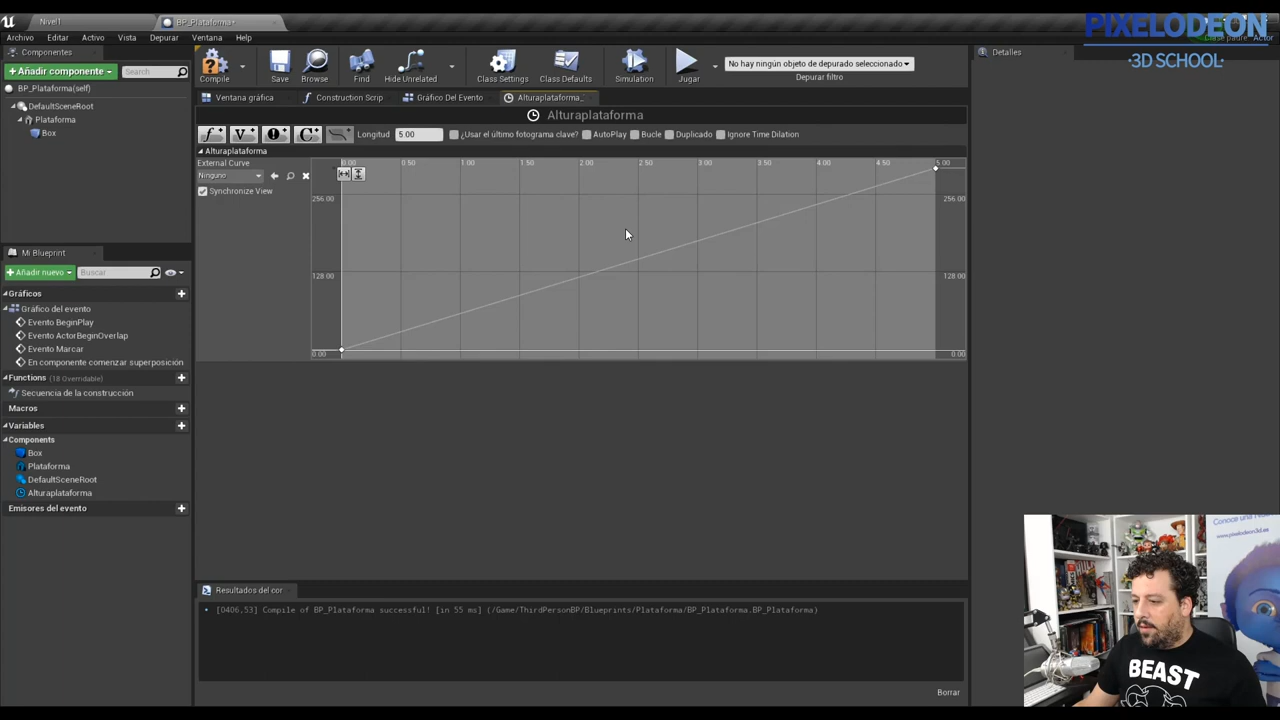 Nivel1
BP_Plataforma*
PIXELODEON
·3D SCHOOL·
Archivo Editar Activo Vista Depurar Ventana Help
Clase padre: Actor
Componentes
Añadir componente
Search
BP_Plataforma(self)
DefaultSceneRoot
Plataforma
Box
Compile
Save
Browse
Find
Hide Unrelated
Class Settings
Class Defaults
Simulation
Jugar
No hay ningún objeto de depurado seleccionado
Depurar filtro
Detalles
Ventana gráfica
Construction Scrip
Gráfico Del Evento
Alturaplataforma_
Alturaplataforma
Longitud 5.00 ¿Usar el último fotograma clave? AutoPlay Bucle Duplicado Ignore Time Dilation
Alturaplataforma
External Curve
Ninguno
Synchronize View
0.00 0.50 1.00 1.50 2.00 2.50 3.00 3.50 4.00 4.50 5.00
256.00 256.00
128.00 128.00
0.00 0.00
Mi Blueprint
Añadir nuevo
Buscar
Gráficos
Gráfico del evento
Evento BeginPlay
Evento ActorBeginOverlap
Evento Marcar
En componente comenzar superposición
Functions (18 Overridable)
Secuencia de la construcción
Macros
Variables
Components
Box
Plataforma
DefaultSceneRoot
Alturaplataforma
Emisores del evento
Resultados del cor
[0406,53] Compile of BP_Plataforma successful! [in 55 ms] (/Game/ThirdPersonBP/Blueprints/Plataforma/BP_Plataforma.BP_Plataforma)
Borrar
BEAST